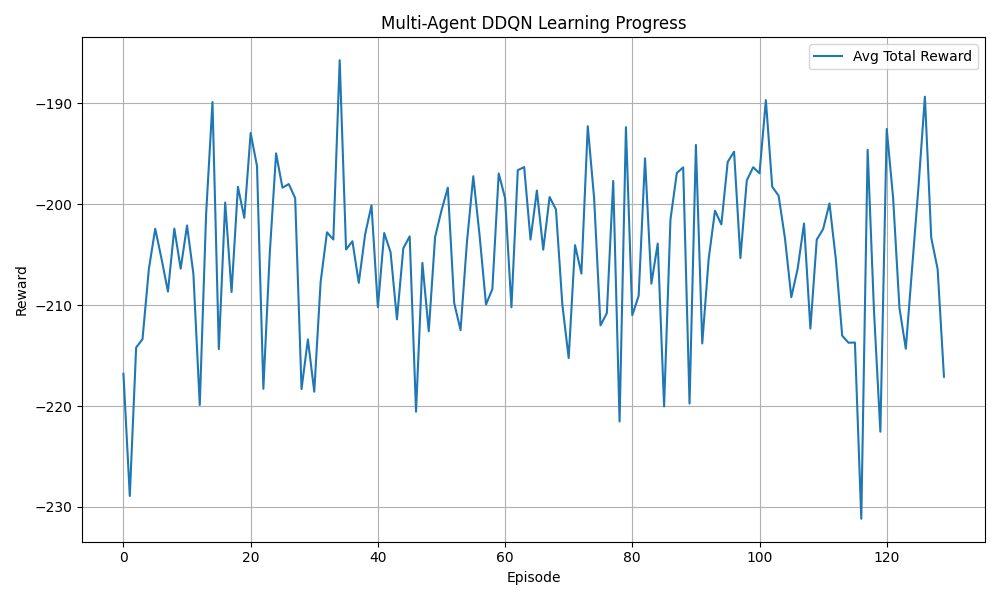 Multi-Agent DDQN Learning Progress
Avg Total Reward
Reward
−190
−200
−210
−220
−230
0 20 40 60 80 100 120
Episode